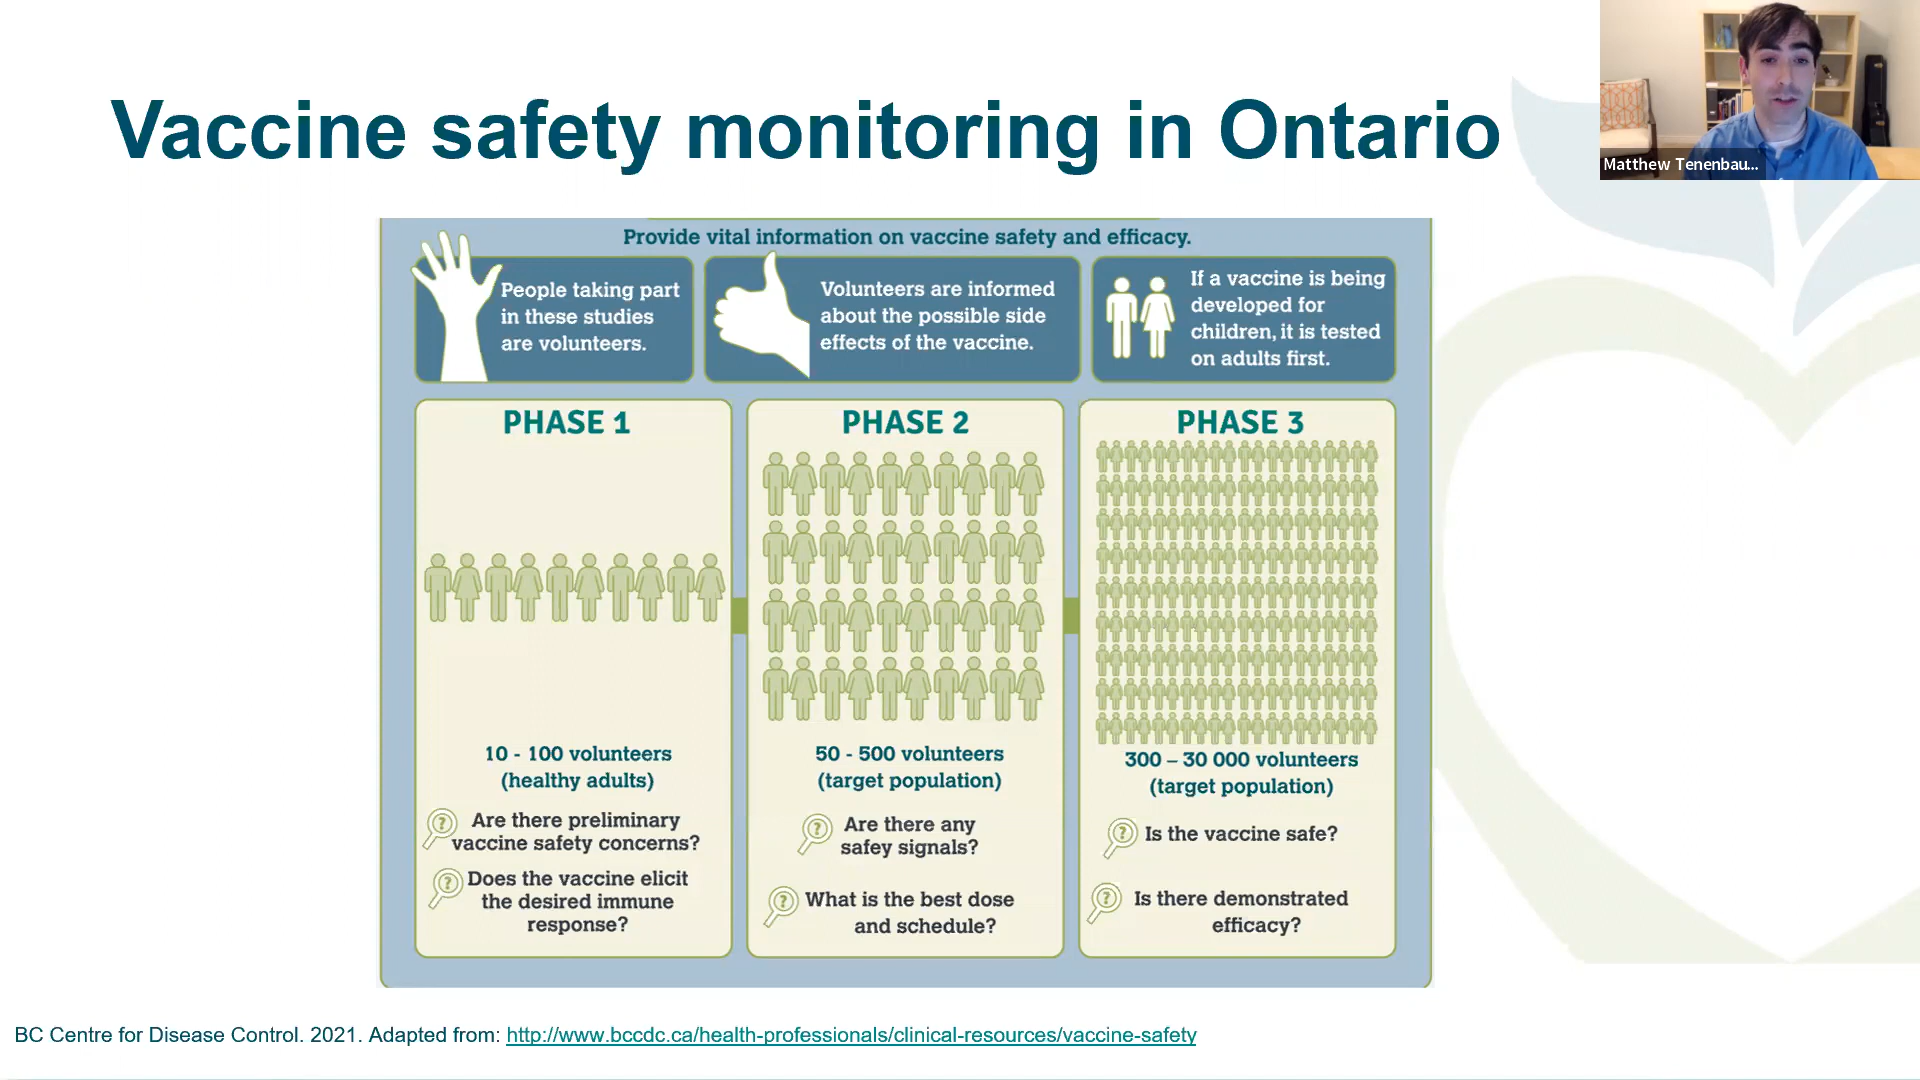 Vaccine safety monitoring in Ontario
Matthew Tenenbau...
Provide vital information on vaccine safety and efficacy.
People taking part
in these studies
are volunteers.
Volunteers are informed
about the possible side
effects of the vaccine.
If a vaccine is being
developed for
children, it is tested
on adults first.
PHASE 1
10 - 100 volunteers
(healthy adults)
? Are there preliminary
vaccine safety concerns?
? Does the vaccine elicit
the desired immune
response?
PHASE 2
50 - 500 volunteers
(target population)
? Are there any
safey signals?
? What is the best dose
and schedule?
PHASE 3
300 – 30 000 volunteers
(target population)
? Is the vaccine safe?
? Is there demonstrated
efficacy?
BC Centre for Disease Control. 2021. Adapted from: http://www.bccdc.ca/health-professionals/clinical-resources/vaccine-safety